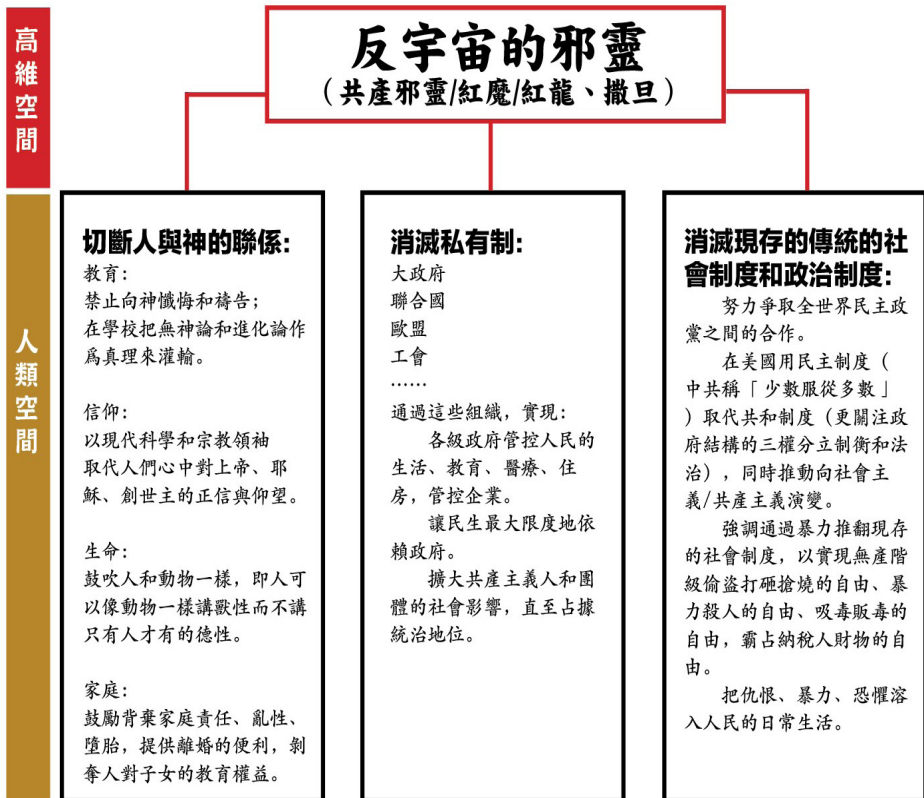 高維空間
反宇宙的邪靈
（共產邪靈/紅魔/紅龍、撒旦）
人類空間
切斷人與神的聯係：
教育：
禁止向神懺悔和禱告；
在學校把無神論和進化論作
爲真理來灌輸。
信仰：
以現代科學和宗教領袖
取代人們心中對上帝、耶
穌、創世主的正信與仰望。
生命：
鼓吹人和動物一樣，即人可
以像動物一樣講獸性而不講
只有人才有的德性。
家庭：
鼓勵背棄家庭責任、亂性、
墮胎，提供離婚的便利，剝
奪人對子女的教育權益。
消滅私有制：
大政府
聯合國
歐盟
工會
……
通過這些組織，實現：
各級政府管控人民的
生活、教育、醫療、住
房，管控企業。
讓民生最大限度地依
賴政府。
擴大共產主義人和團
體的社會影響，直至占據
統治地位。
消滅現存的傳統的社
會制度和政治制度：
努力爭取全世界民主政
黨之間的合作。
在美國用民主制度（
中共稱「少數服從多數」
）取代共和制度（更關注政
府結構的三權分立制衡和法
治），同時推動向社會主
義/共產主義演變。
強調通過暴力推翻現存
的社會制度，以實現無產階
級偷盜打砸搶燒的自由、暴
力殺人的自由、吸毒販毒的
自由，霸占納稅人財物的自
由。
把仇恨、暴力、恐懼溶
入人民的日常生活。